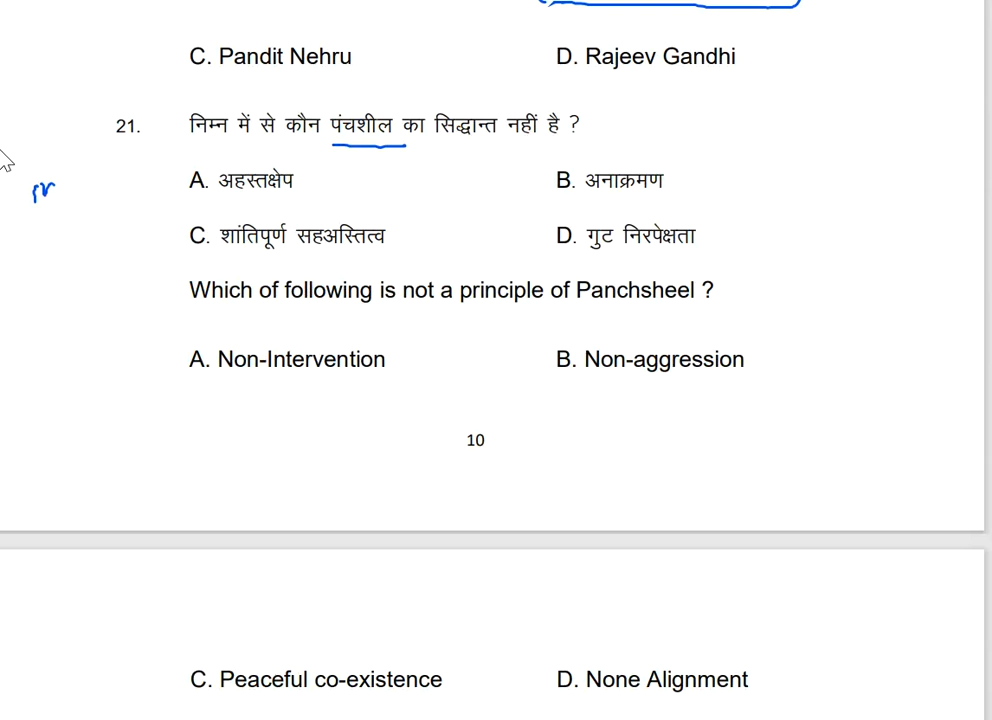 C. Pandit Nehru D. Rajeev Gandhi
21. निम्न में से कौन पंचशील का सिद्धान्त नहीं है ?
A. अहस्तक्षेप B. अनाक्रमण
C. शांतिपूर्ण सहअस्तित्व D. गुट निरपेक्षता
Which of following is not a principle of Panchsheel ?
A. Non-Intervention B. Non-aggression
10
C. Peaceful co-existence D. None Alignment